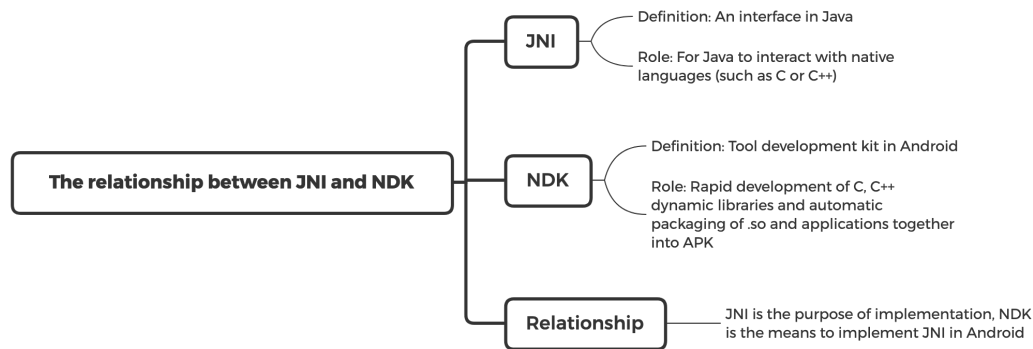 The relationship between JNI and NDK
JNI
Definition: An interface in Java
Role: For Java to interact with native
languages (such as C or C++)
NDK
Definition: Tool development kit in Android
Role: Rapid development of C, C++
dynamic libraries and automatic
packaging of .so and applications together
into APK
Relationship
JNI is the purpose of implementation, NDK
is the means to implement JNI in Android